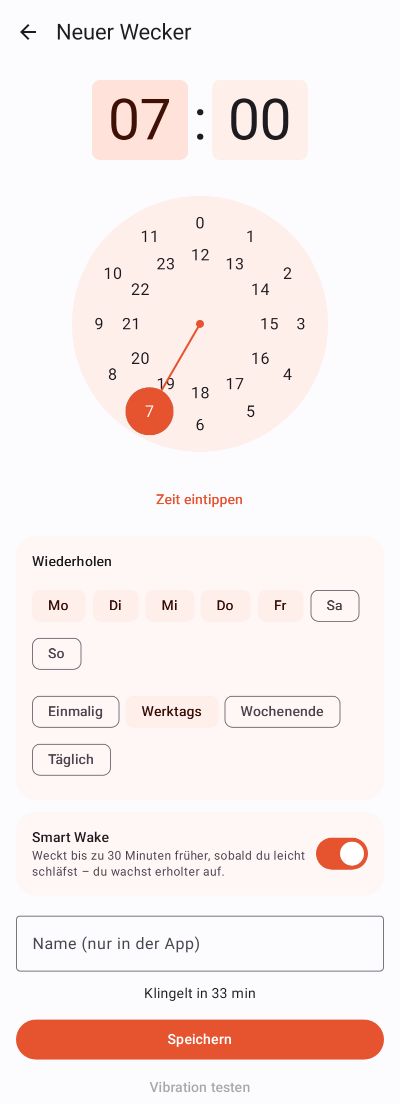 Neuer Wecker
07 : 00
0
11 1
12
23 13
10 2
22 14
9 21 15 3
20 16
8 4
19 17
18
7 5
6
Zeit eintippen
Wiederholen
Mo Di Mi Do Fr Sa
So
Einmalig Werktags Wochenende
Täglich
Smart Wake
Weckt bis zu 30 Minuten früher, sobald du leicht
schläfst – du wachst erholter auf.
Name (nur in der App)
Klingelt in 33 min
Speichern
Vibration testen